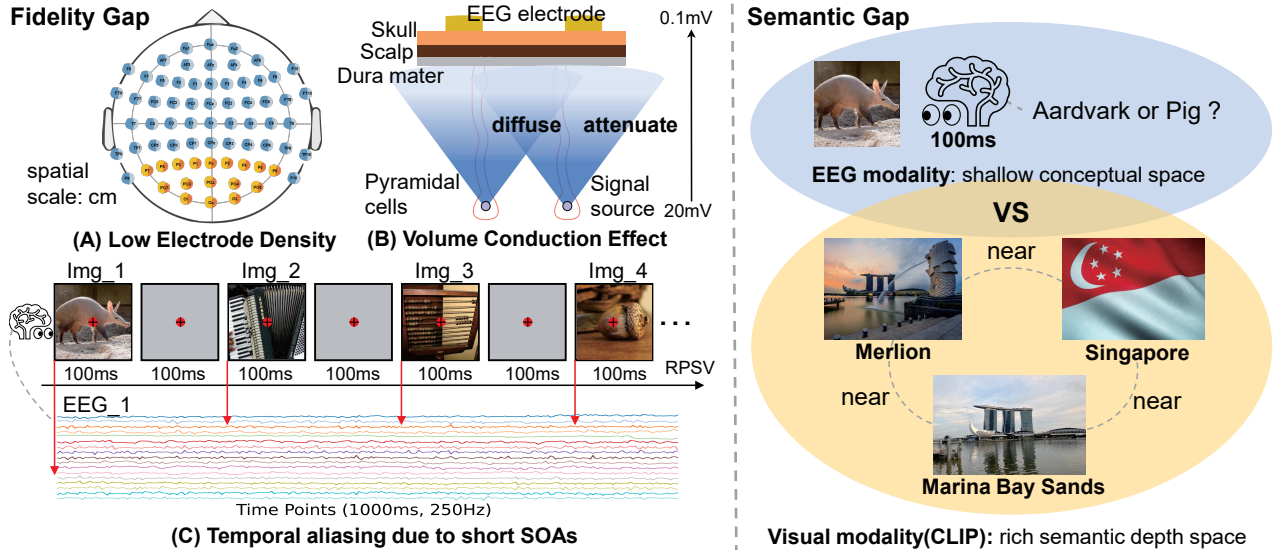 Fidelity Gap
spatial
scale: cm
(A) Low Electrode Density
EEG electrode
Skull
Scalp
Dura mater
0.1mV
diffuse
attenuate
Pyramidal
cells
Signal
source
20mV
(B) Volume Conduction Effect
Img_1
Img_2
Img_3
Img_4
...
100ms
100ms
100ms
100ms
100ms
100ms
100ms
RPSV
EEG_1
Time Points (1000ms, 250Hz)
(C) Temporal aliasing due to short SOAs
Semantic Gap
100ms
Aardvark or Pig ?
EEG modality: shallow conceptual space
VS
near
Merlion
Singapore
near
near
Marina Bay Sands
Visual modality(CLIP): rich semantic depth space